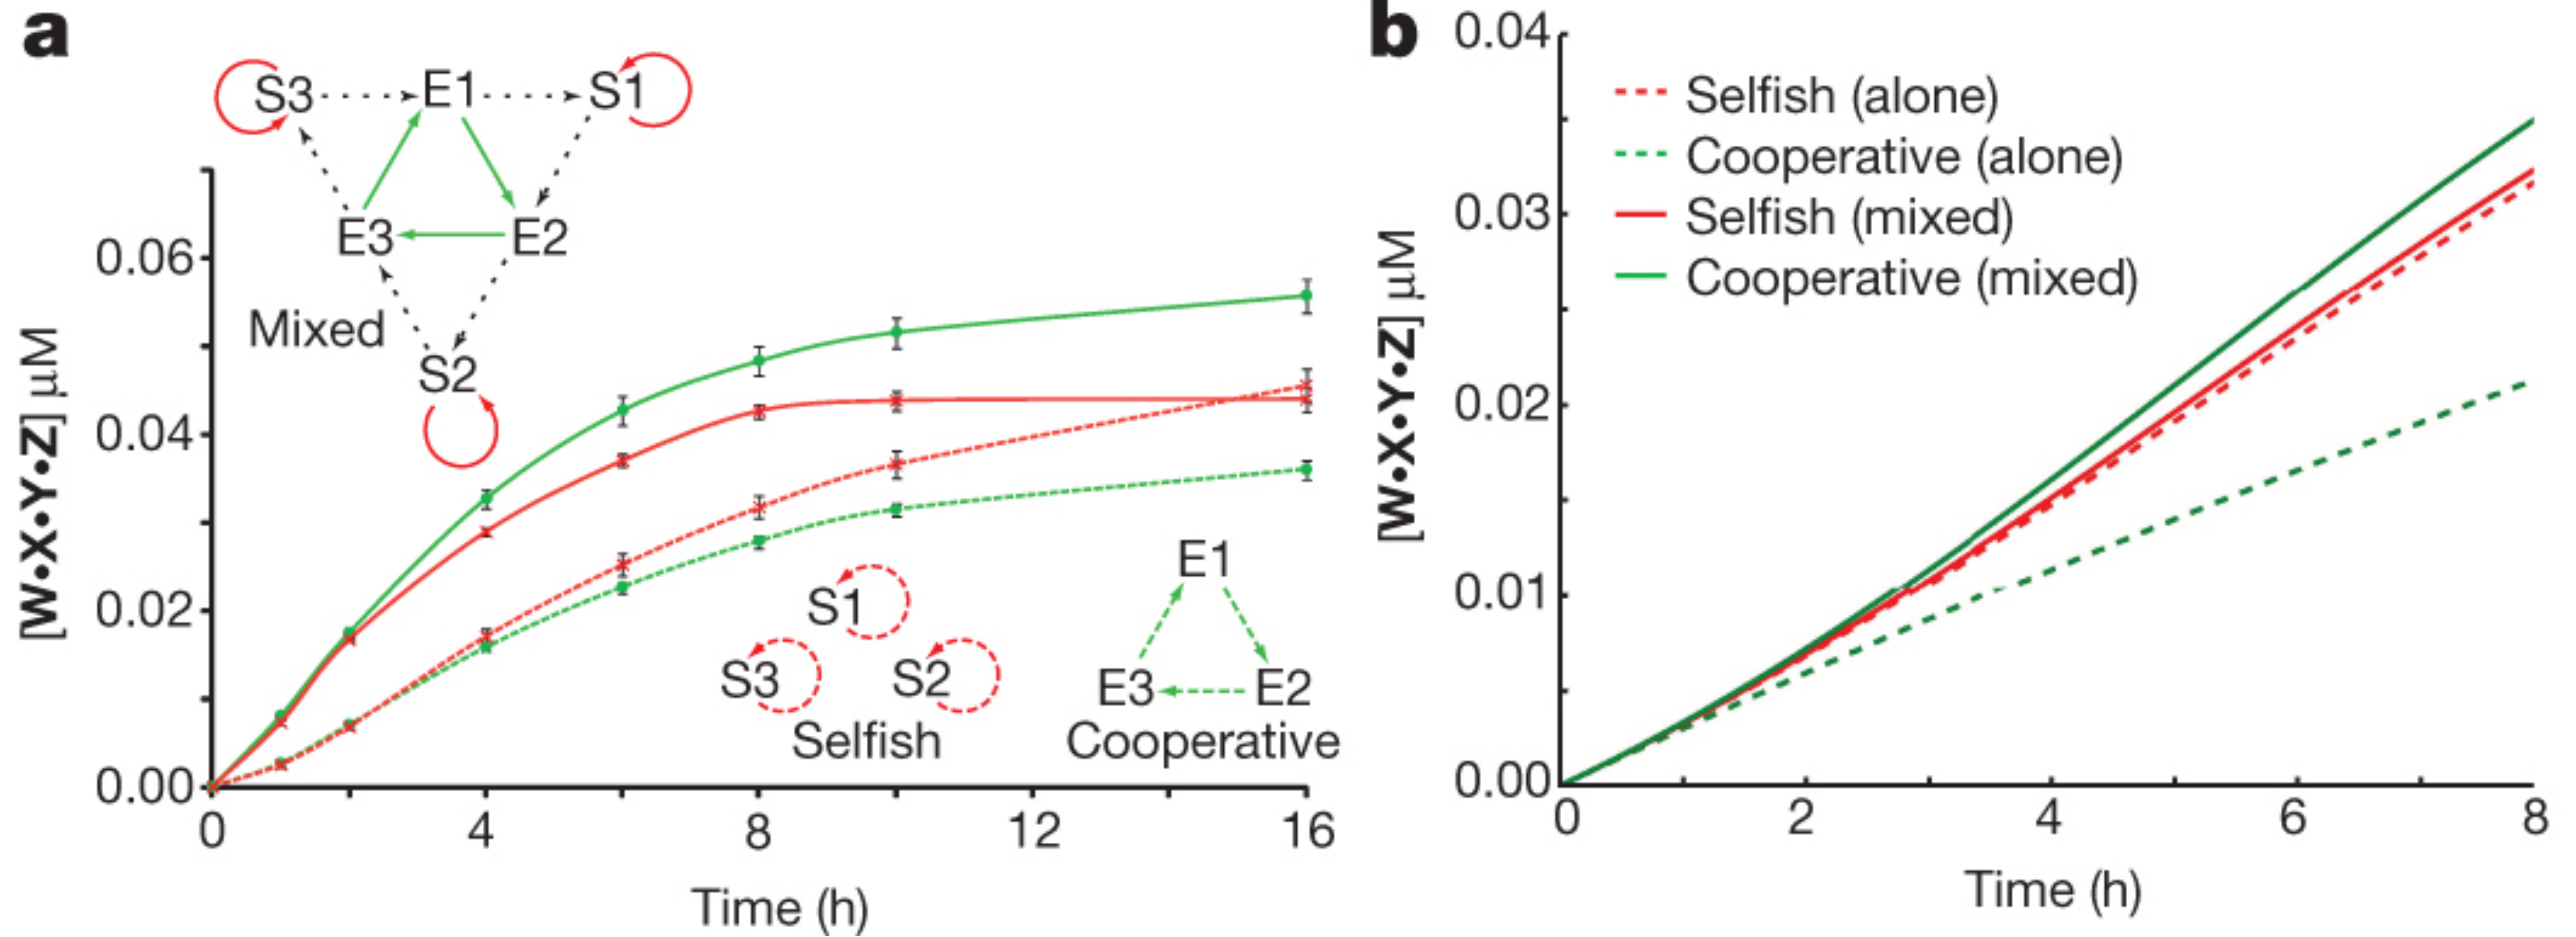 a
S3 E1 S1
E3 E2
Mixed
S2
[W•X•Y•Z] μM
0.06
0.04
0.02
0.00
0 4 8 12 16
Time (h)
S1
S3 S2
Selfish
E1
E3 E2
Cooperative
b
[W•X•Y•Z] μM
0.04
0.03
0.02
0.01
0.00
Selfish (alone)
Cooperative (alone)
Selfish (mixed)
Cooperative (mixed)
0 2 4 6 8
Time (h)